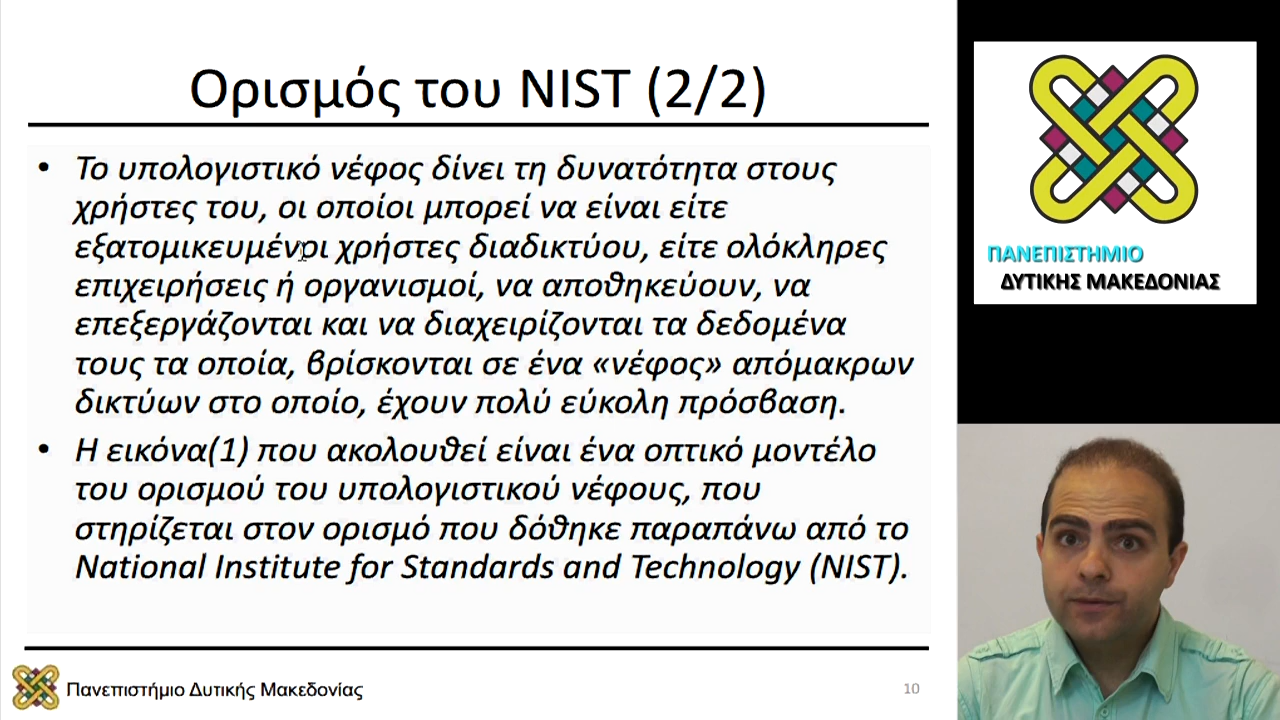 Ορισμός του NIST (2/2)
• Το υπολογιστικό νέφος δίνει τη δυνατότητα στους
χρήστες του, οι οποίοι μπορεί να είναι είτε
εξατομικευμένοι χρήστες διαδικτύου, είτε ολόκληρες
επιχειρήσεις ή οργανισμοί, να αποθηκεύουν, να
επεξεργάζονται και να διαχειρίζονται τα δεδομένα
τους τα οποία, βρίσκονται σε ένα «νέφος» απόμακρων
δικτύων στο οποίο, έχουν πολύ εύκολη πρόσβαση.
• Η εικόνα(1) που ακολουθεί είναι ένα οπτικό μοντέλο
του ορισμού του υπολογιστικού νέφους, που
στηρίζεται στον ορισμό που δόθηκε παραπάνω από το
National Institute for Standards and Technology (NIST).
Πανεπιστήμιο Δυτικής Μακεδονίας
10
ΠΑΝΕΠΙΣΤΗΜΙΟ
ΔΥΤΙΚΗΣ ΜΑΚΕΔΟΝΙΑΣ